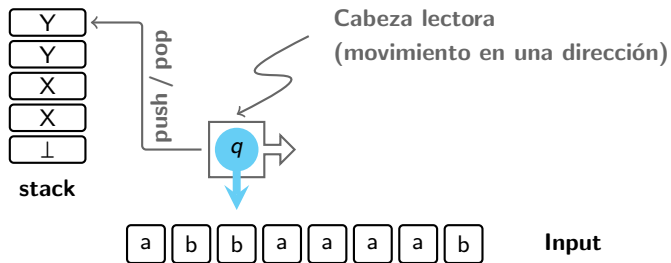 Cabeza lectora
(movimiento en una dirección)
Y
Y
X
X
⊥
stack
push / pop
q
a b b a a a a b
Input